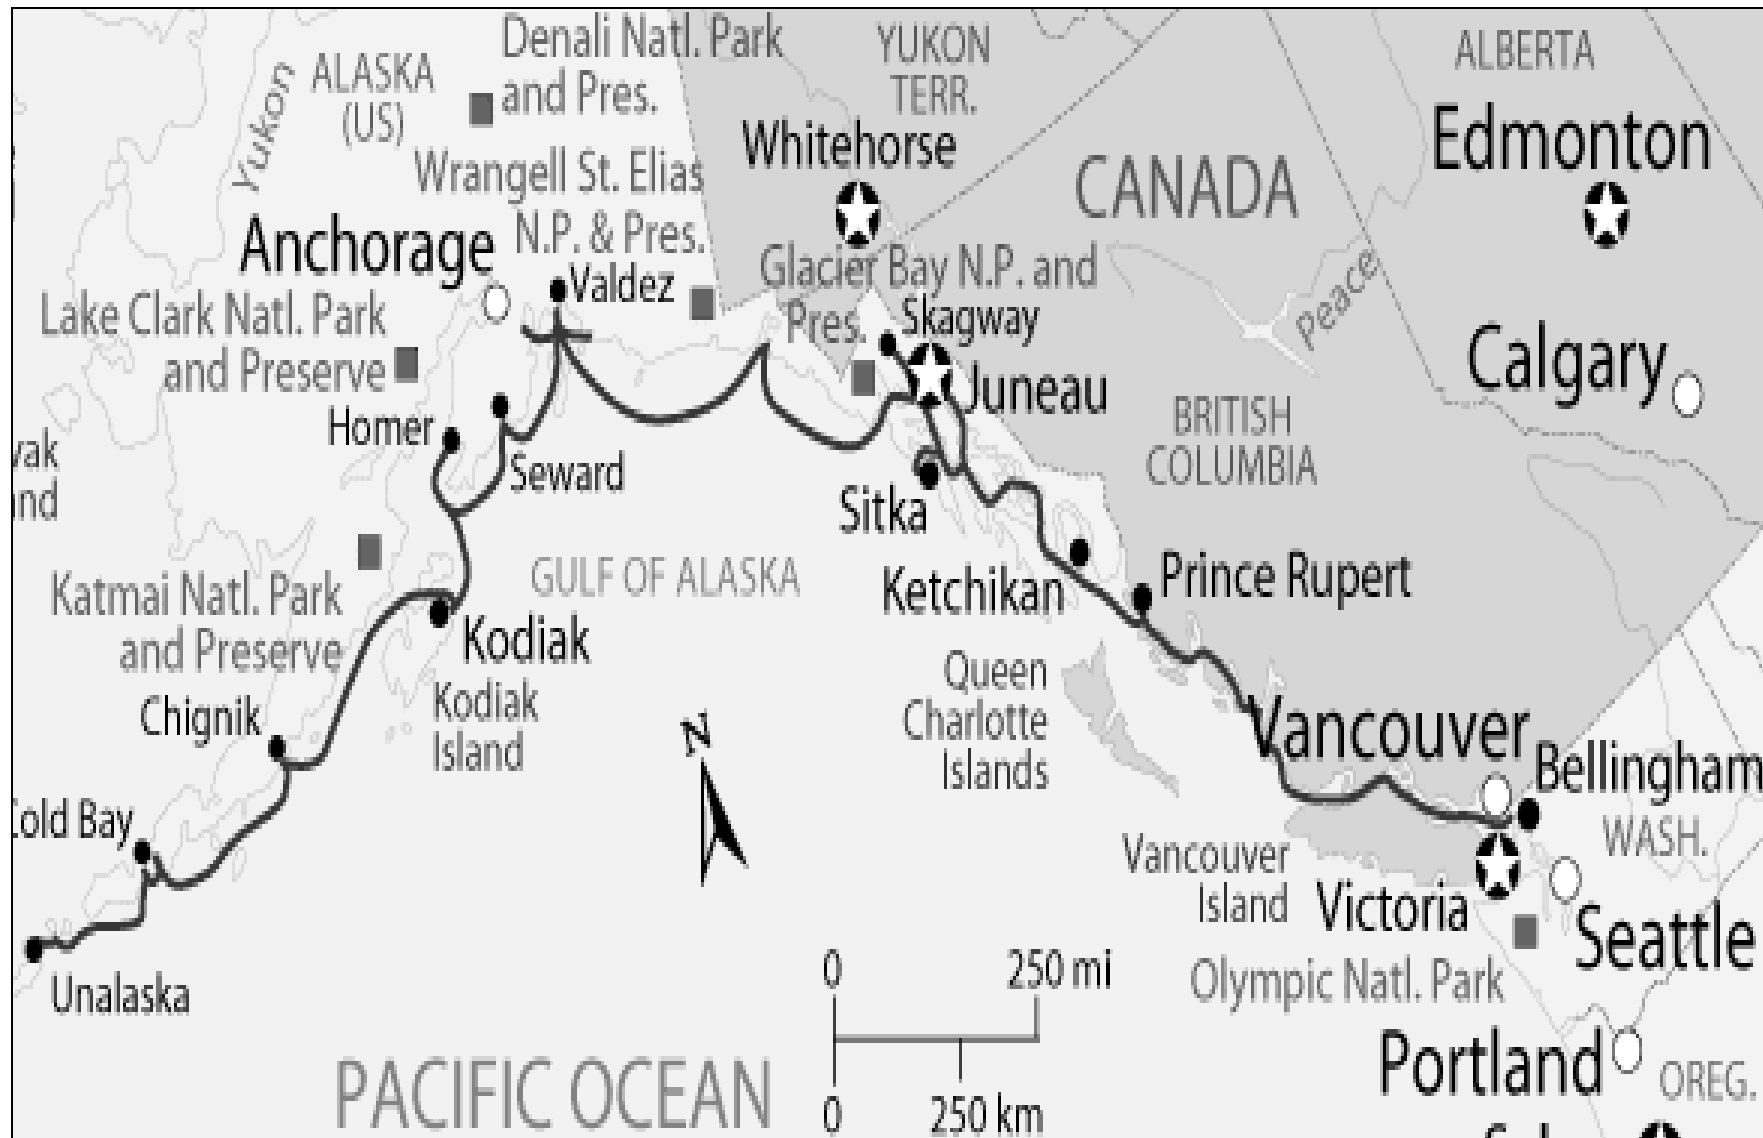 Denali Natl. Park
and Pres.
ALASKA
(US)
Yukon
YUKON
TERR.
ALBERTA
Whitehorse
Edmonton
CANADA
Wrangell St. Elias
N.P. & Pres.
Anchorage
Valdez
Glacier Bay N.P. and
Pres.
Skagway
Peace
Lake Clark Natl. Park
and Preserve
Calgary
Juneau
Homer
Seward
BRITISH
COLUMBIA
vak
nd
Sitka
GULF OF ALASKA
Ketchikan
Prince Rupert
Katmai Natl. Park
and Preserve
Kodiak
Kodiak
Island
Queen
Charlotte
Islands
Chignik
N
Vancouver
Bellingham
Cold Bay
WASH.
Vancouver
Island
Victoria
Seattle
Unalaska
Olympic Natl. Park
0 250 mi
0 250 km
PACIFIC OCEAN
Portland
OREG.